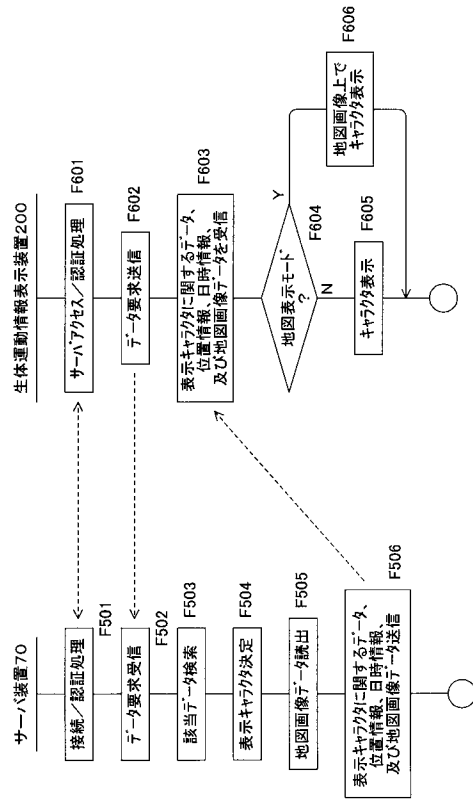 サーバ装置70
接続／認証処理
F501
データ要求受信
F502
該当データ検索
F503
表示キャラクタ決定
F504
地図画像データ読出
F505
表示キャラクタに関するデータ、
位置情報、日時情報、
及び地図画像データ送信
F506
生体運動情報表示装置200
サーバアクセス／認証処理
F601
データ要求送信
F602
表示キャラクタに関するデータ、
位置情報、日時情報、
及び地図画像データを受信
F603
地図表示モード
?
F604
Y
N
キャラクタ表示
F605
地図画像上で
キャラクタ表示
F606